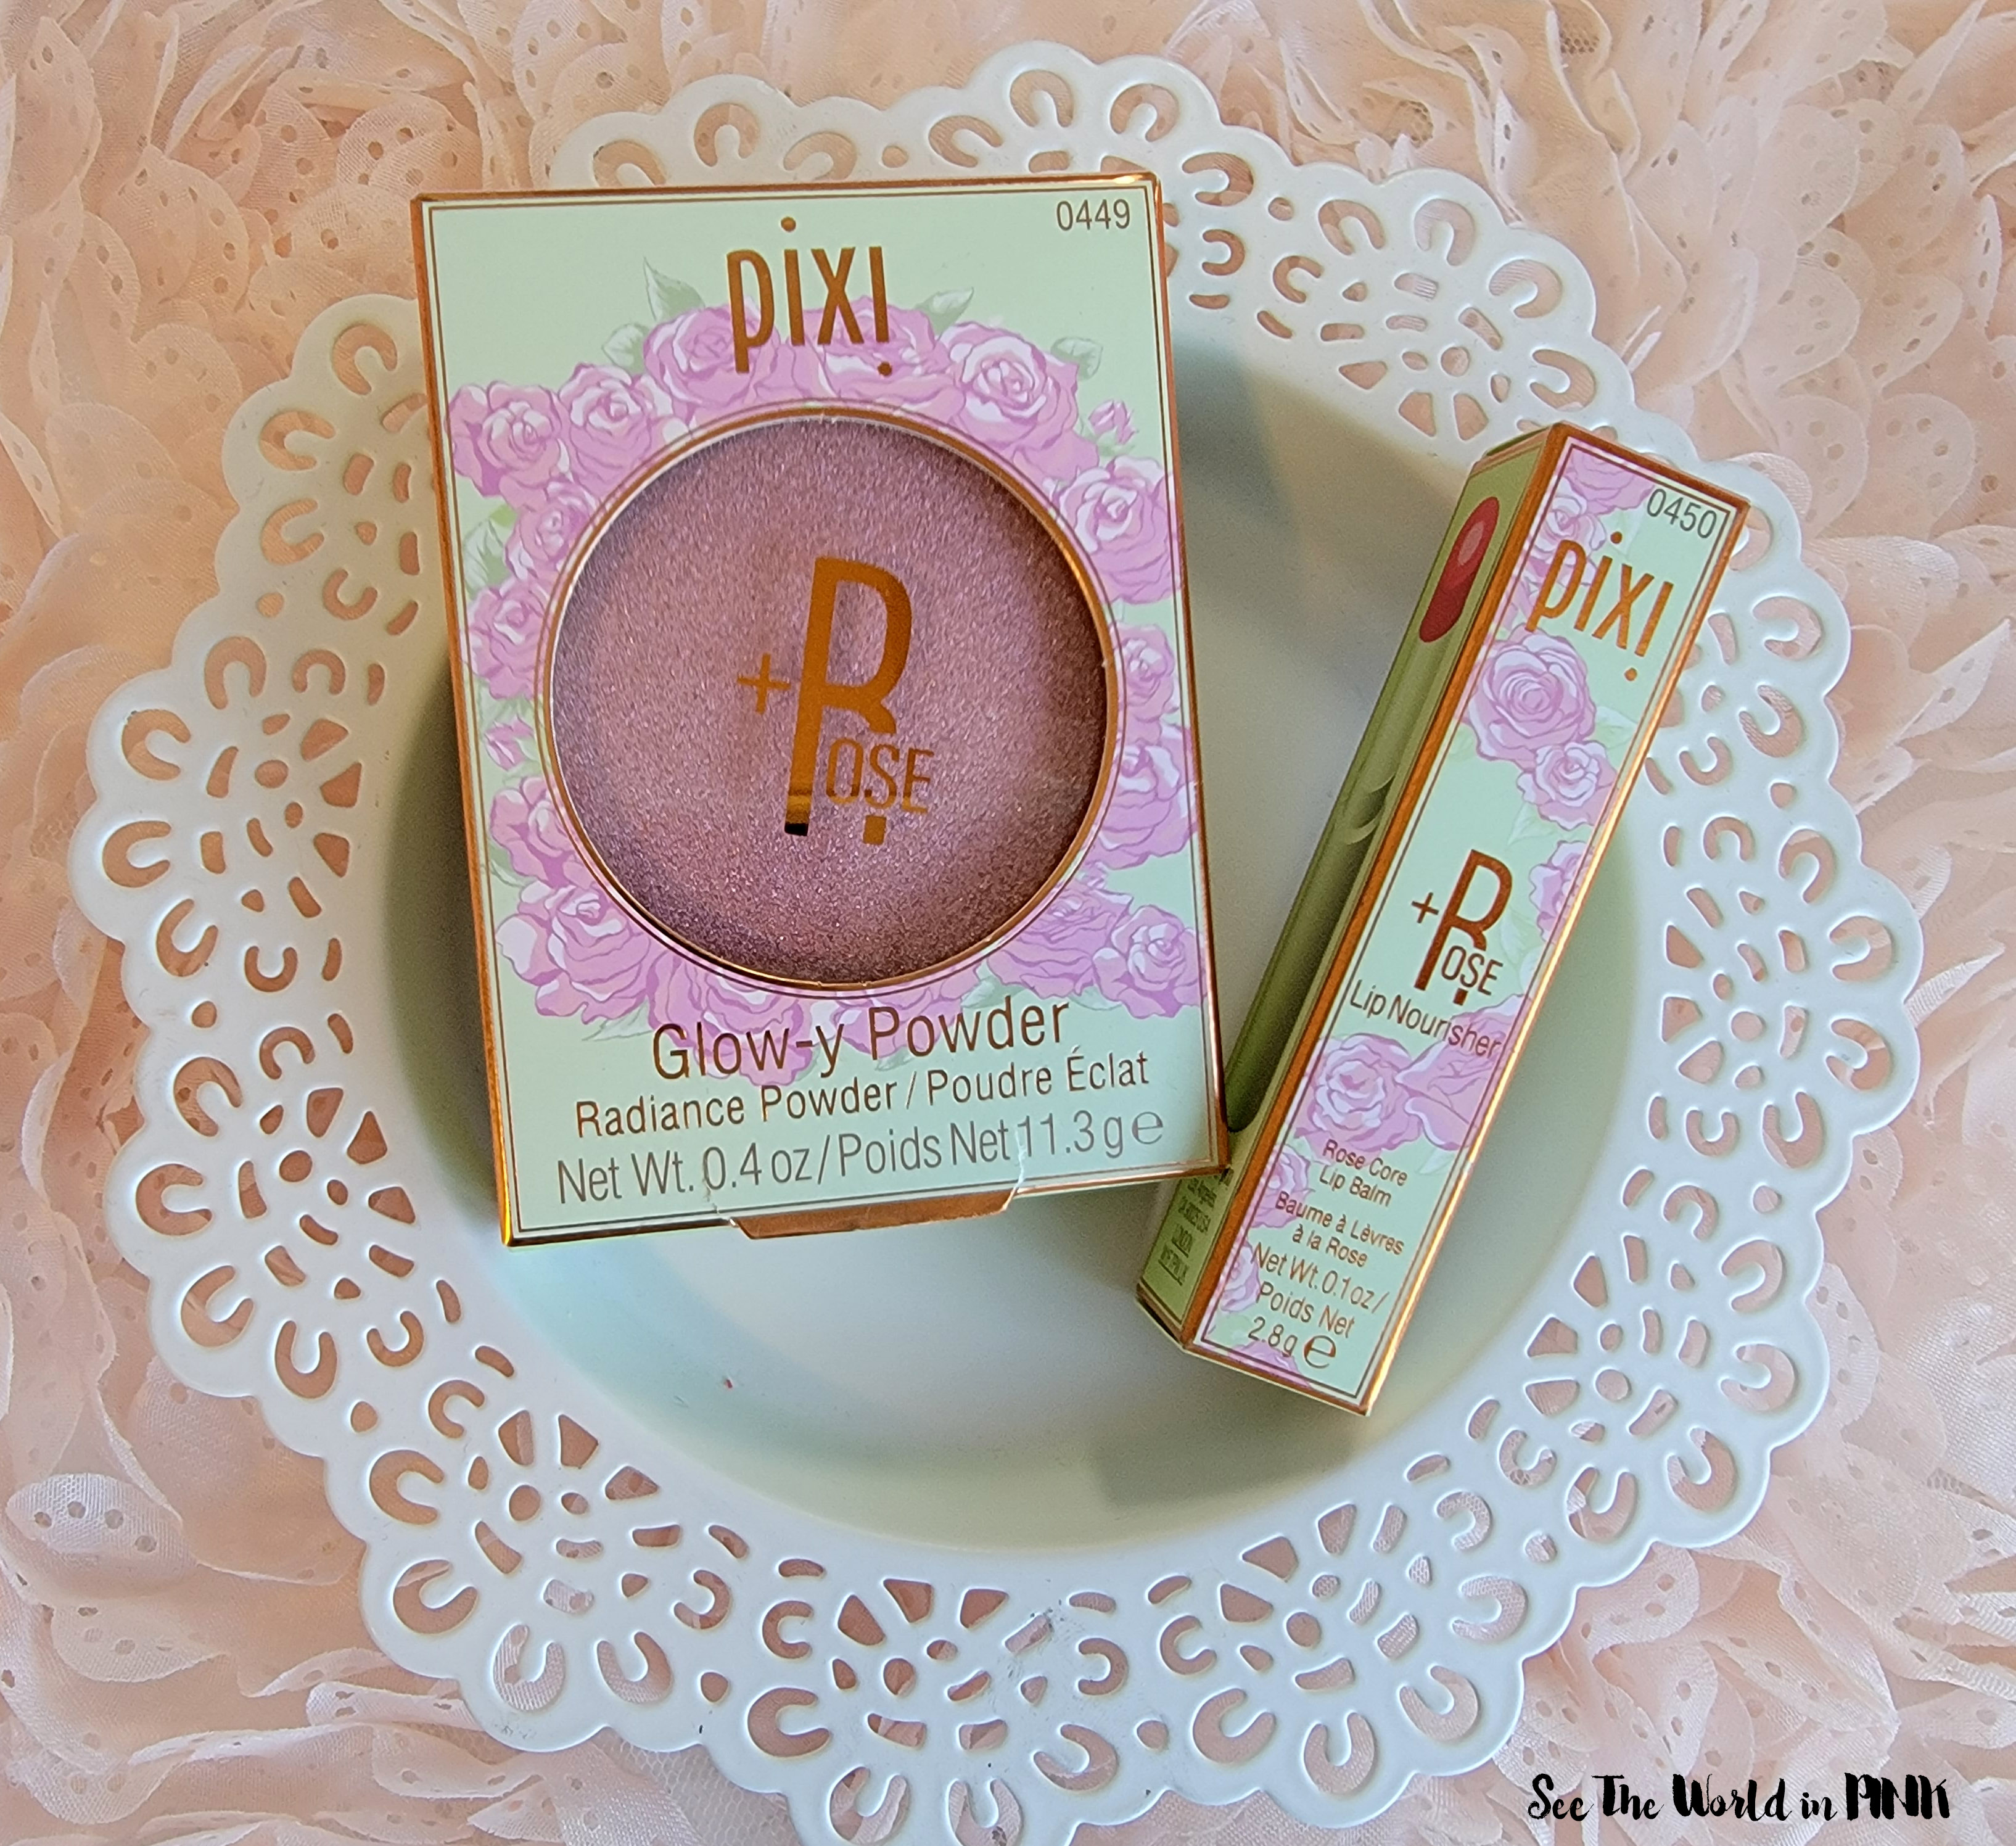 0449
pixi
+ROSE
Glow-y Powder
Radiance Powder / Poudre Éclat
Net Wt. 0.4 oz / Poids Net 11.3 g ℮
0450
pixi
+ROSE
Lip Nourisher
Rose Core
Lip Balm
Baume à Lèvres
à la Rose
Net Wt. 0.1 oz /
Poids Net
2.8 g ℮
See The World in PINK